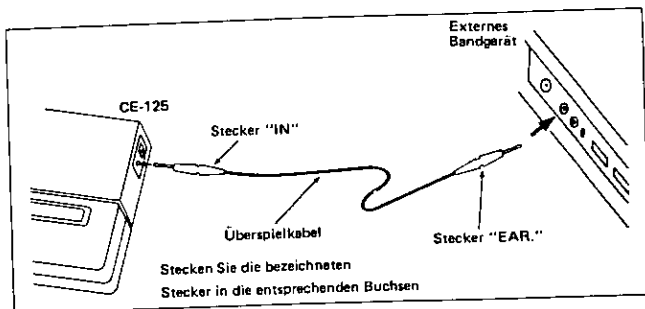 Externes
Bandgerät
CE-125
Stecker "IN"
Überspielkabel
Stecker "EAR."
Stecken Sie die bezeichneten
Stecker in die entsprechenden Buchsen